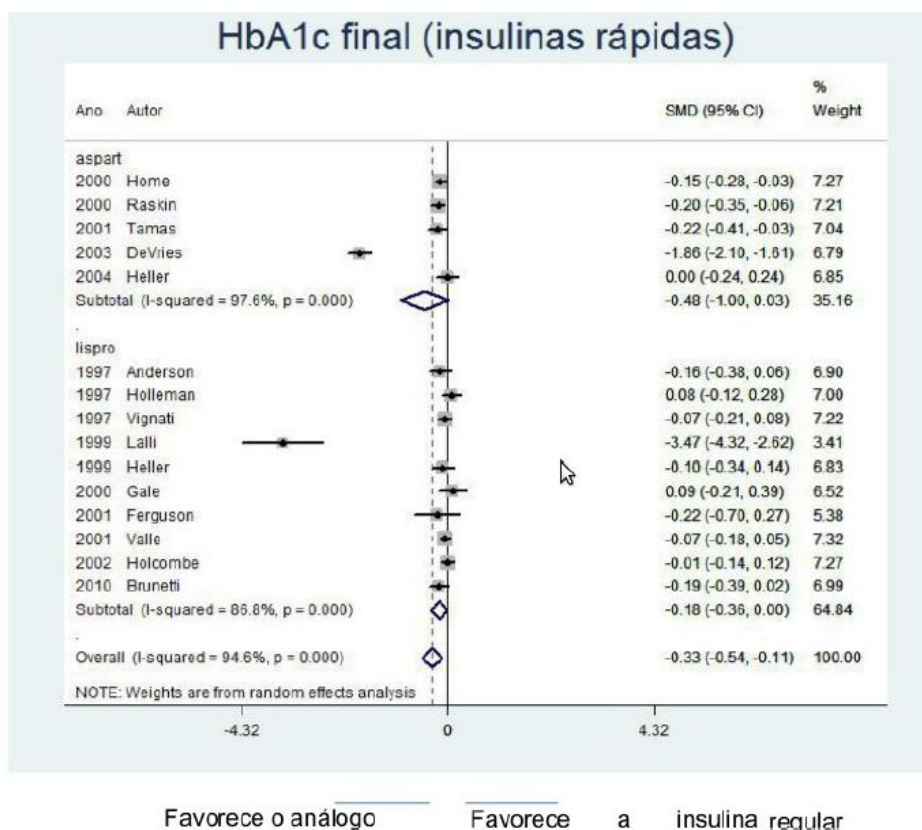 HbA1c final (insulinas rápidas)
%
Ano Autor SMD (95% CI) Weight
aspart
2000 Home -0.15 (-0.28, -0.03) 7.27
2000 Raskin -0.20 (-0.35, -0.06) 7.21
2001 Tamas -0.22 (-0.41, -0.03) 7.04
2003 DeVries -1.86 (-2.10, -1.61) 6.79
2004 Heller 0.00 (-0.24, 0.24) 6.85
Subtotal (I-squared = 97.6%, p = 0.000) -0.48 (-1.00, 0.03) 35.16
.
lispro
1997 Anderson -0.16 (-0.38, 0.06) 6.90
1997 Holleman 0.08 (-0.12, 0.28) 7.00
1997 Vignati -0.07 (-0.21, 0.08) 7.22
1999 Lalli -3.47 (-4.32, -2.62) 3.41
1999 Heller -0.10 (-0.34, 0.14) 6.83
2000 Gale 0.09 (-0.21, 0.39) 6.52
2001 Ferguson -0.22 (-0.70, 0.27) 5.38
2001 Valle -0.07 (-0.18, 0.05) 7.32
2002 Holcombe -0.01 (-0.14, 0.12) 7.27
2010 Brunetti -0.19 (-0.39, 0.02) 6.99
Subtotal (I-squared = 86.8%, p = 0.000) -0.18 (-0.36, 0.00) 64.84
.
Overall (I-squared = 94.6%, p = 0.000) -0.33 (-0.54, -0.11) 100.00
NOTE: Weights are from random effects analysis
-4.32 0 4.32
Favorece o análogo Favorece a insulina regular